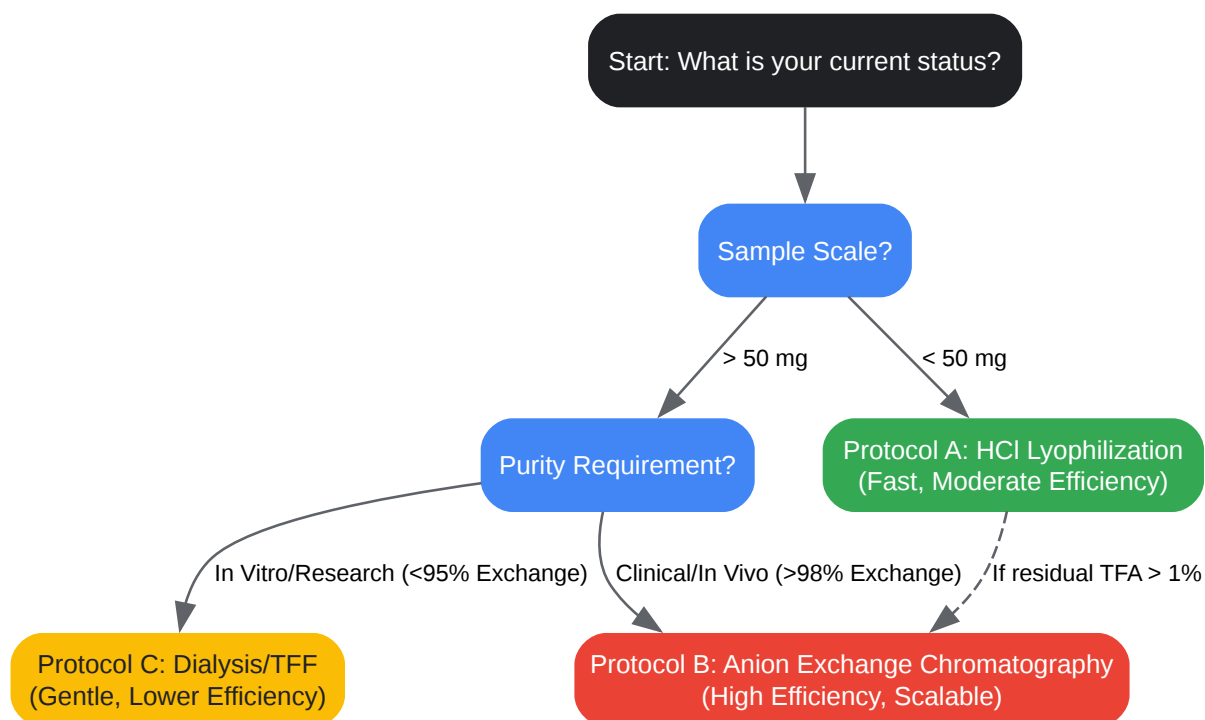 Start: What is your current status?
Sample Scale?
> 50 mg
< 50 mg
Purity Requirement?
Protocol A: HCl Lyophilization
(Fast, Moderate Efficiency)
In Vitro/Research (<95% Exchange)
Clinical/In Vivo (>98% Exchange)
If residual TFA > 1%
Protocol C: Dialysis/TFF
(Gentle, Lower Efficiency)
Protocol B: Anion Exchange Chromatography
(High Efficiency, Scalable)